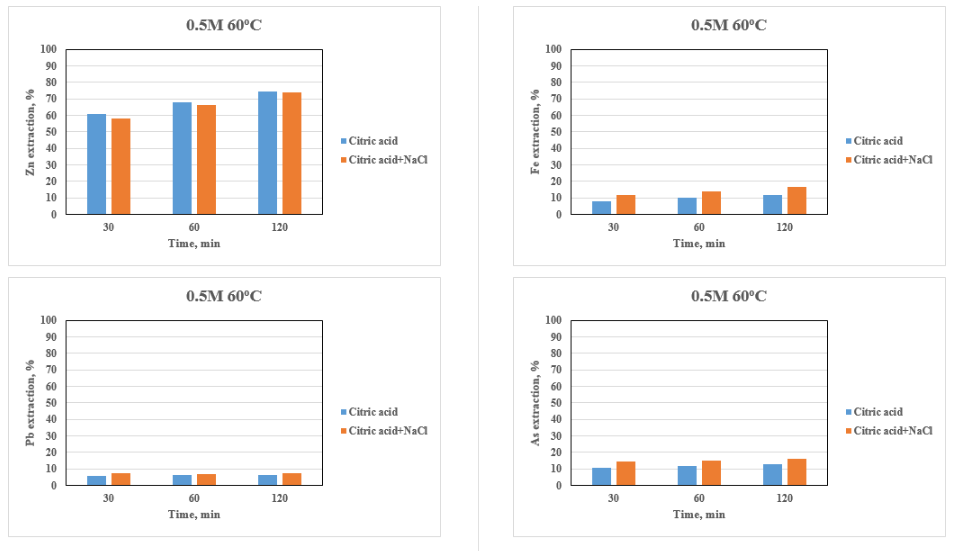 0.5M 60°C
100
90
80
70
60
50
40
30
20
10
0
Zn extraction, %
30 60 120
Time, min
Citric acid
Citric acid+NaCl
0.5M 60°C
100
90
80
70
60
50
40
30
20
10
0
Fe extraction, %
30 60 120
Time, min
Citric acid
Citric acid+NaCl
0.5M 60°C
100
90
80
70
60
50
40
30
20
10
0
Pb extraction, %
30 60 120
Time, min
Citric acid
Citric acid+NaCl
0.5M 60°C
100
90
80
70
60
50
40
30
20
10
0
As extraction, %
30 60 120
Time, min
Citric acid
Citric acid+NaCl